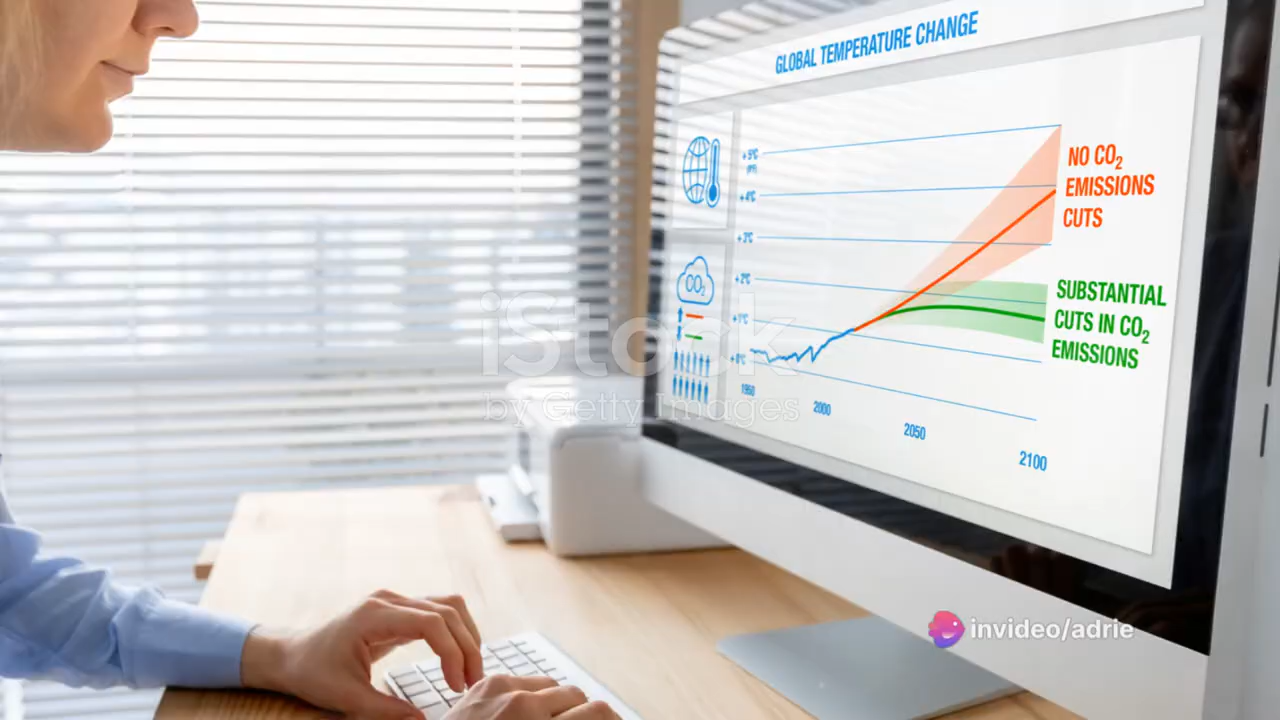 GLOBAL TEMPERATURE CHANGE
+5°C
+4°C
+3°C
+2°C
+1°C
+0°C
NO CO₂
EMISSIONS
CUTS
SUBSTANTIAL
CUTS IN CO₂
EMISSIONS
CO₂
1950
2000
2050
2100
iStock
by Getty Images
invideo/adrie